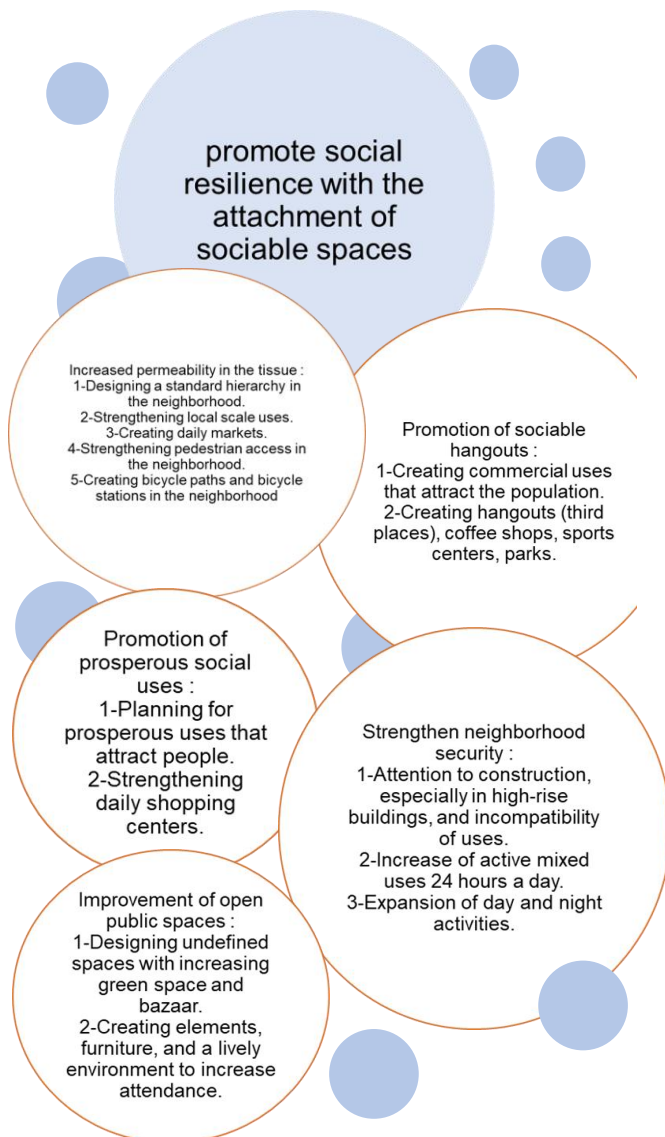 promote social
resilience with the
attachment of
sociable spaces
Increased permeability in the tissue :
1-Designing a standard hierarchy in
the neighborhood.
2-Strengthening local scale uses.
3-Creating daily markets.
4-Strengthening pedestrian access in
the neighborhood.
5-Creating bicycle paths and bicycle
stations in the neighborhood
Promotion of sociable
hangouts :
1-Creating commercial uses
that attract the population.
2-Creating hangouts (third
places), coffee shops, sports
centers, parks.
Promotion of
prosperous social
uses :
1-Planning for
prosperous uses that
attract people.
2-Strengthening
daily shopping
centers.
Strengthen neighborhood
security :
1-Attention to construction,
especially in high-rise
buildings, and incompatibility
of uses.
2-Increase of active mixed
uses 24 hours a day.
3-Expansion of day and night
activities.
Improvement of open
public spaces :
1-Designing undefined
spaces with increasing
green space and
bazaar.
2-Creating elements,
furniture, and a lively
environment to increase
attendance.